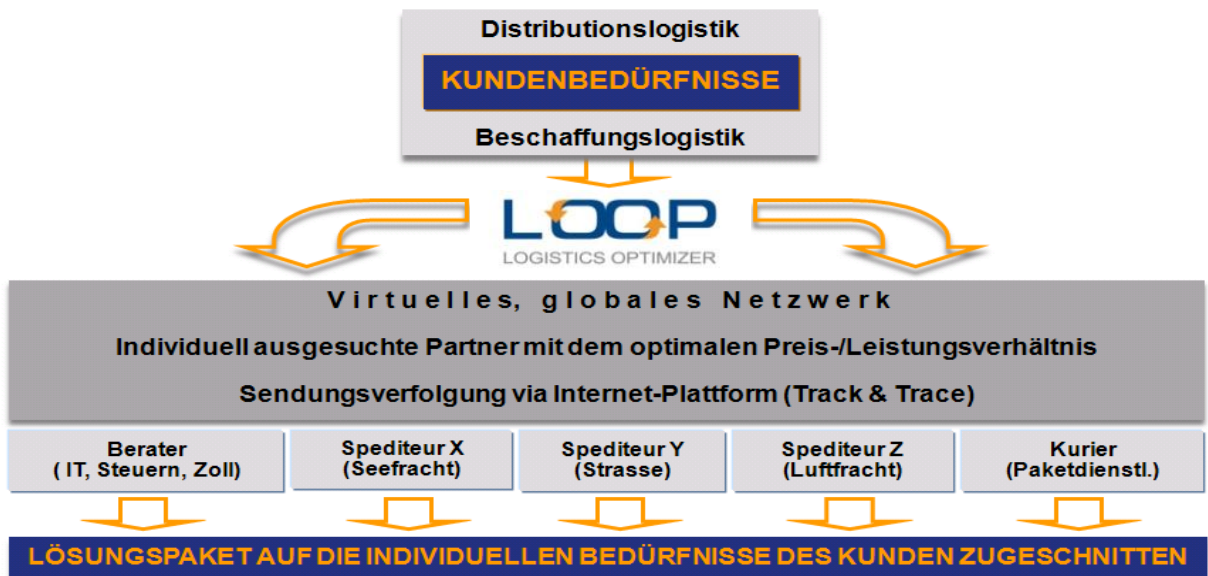 Distributionslogistik
KUNDENBEDÜRFNISSE
Beschaffungslogistik
LOOP
LOGISTICS OPTIMIZER
Virtuelles, globales Netzwerk
Individuell ausgesuchte Partner mit dem optimalen Preis-/Leistungsverhältnis
Sendungsverfolgung via Internet-Plattform (Track & Trace)
Berater
( IT, Steuern, Zoll)
Spediteur X
(Seefracht)
Spediteur Y
(Strasse)
Spediteur Z
(Luftfracht)
Kurier
(Paketdienstl.)
LÖSUNGSPAKET AUF DIE INDIVIDUELLEN BEDÜRFNISSE DES KUNDEN ZUGESCHNITTEN